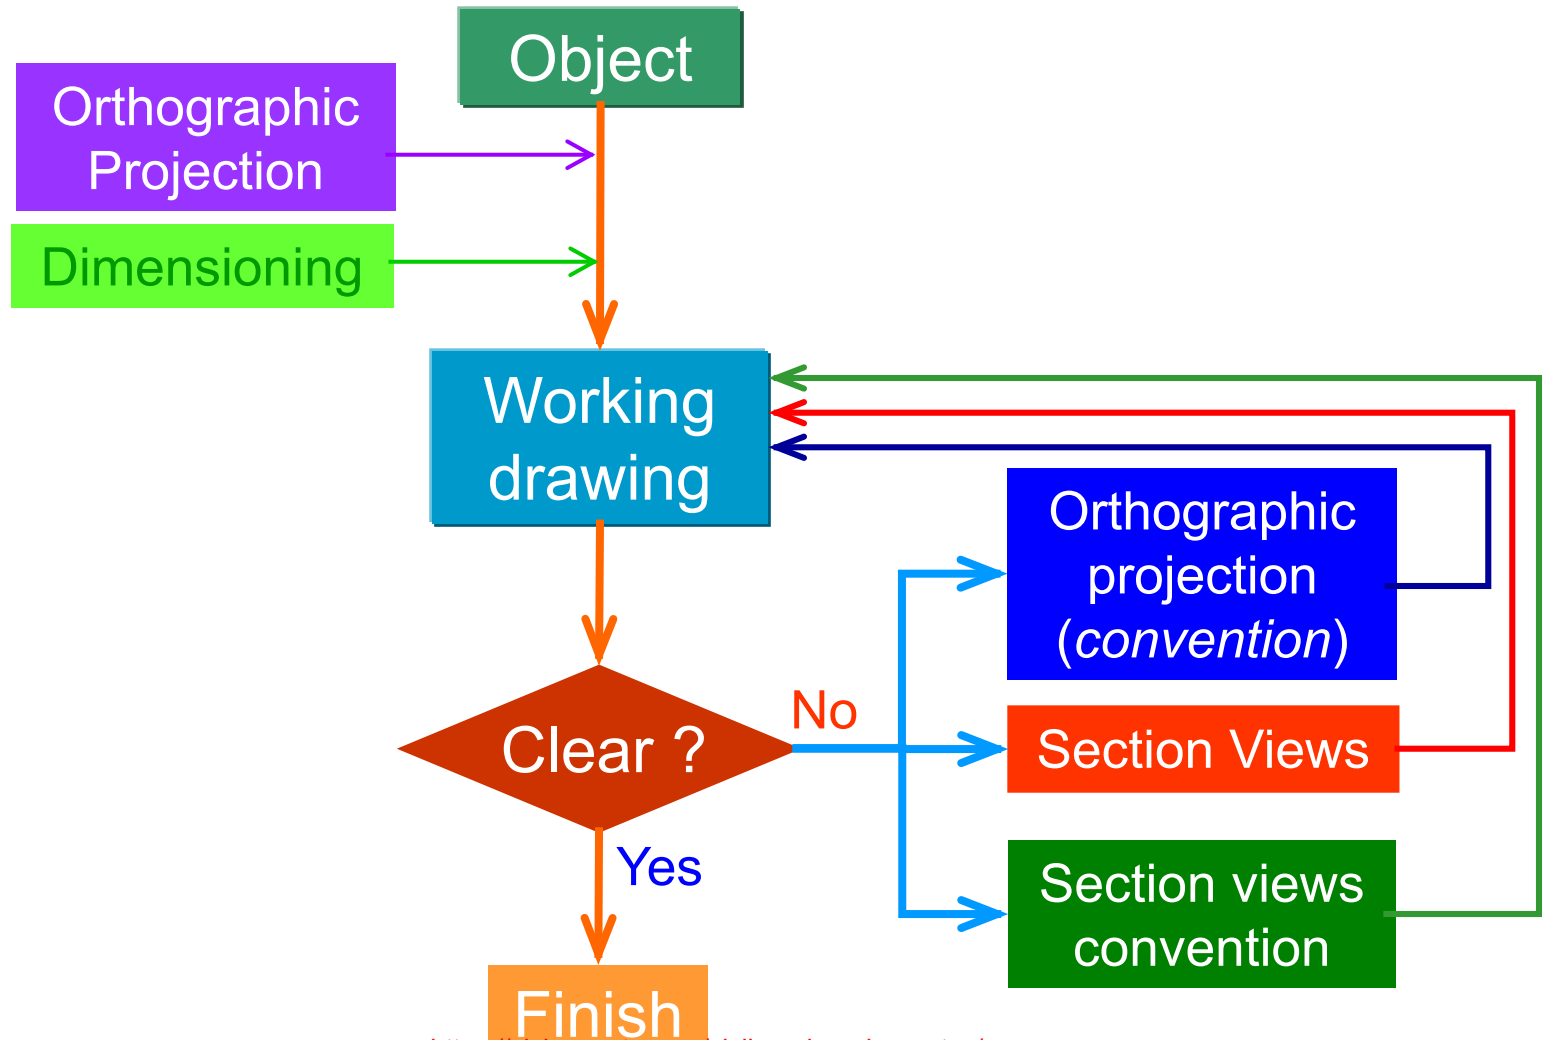 Object
Orthographic
Projection
Dimensioning
Working
drawing
Orthographic
projection
(convention)
No
Clear ?
Section Views
Yes
Section views
convention
Finish